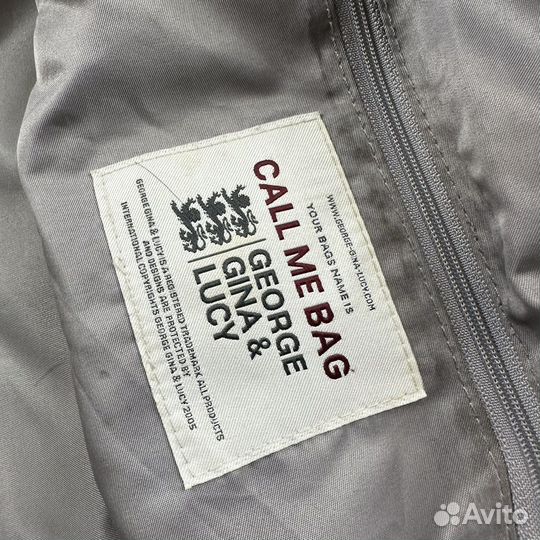 WWW.GEORGE-GINA-LUCY.COM
YOUR BAGS NAME IS
CALL ME BAG
GEORGE
GINA &
LUCY
GEORGE GINA & LUCY IS A REGISTERED TRADEMARK. ALL PRODUCTS
AND DESIGNS ARE PROTECTED BY
INTERNATIONAL COPYRIGHTS GEORGE GINA & LUCY 2005
Avito